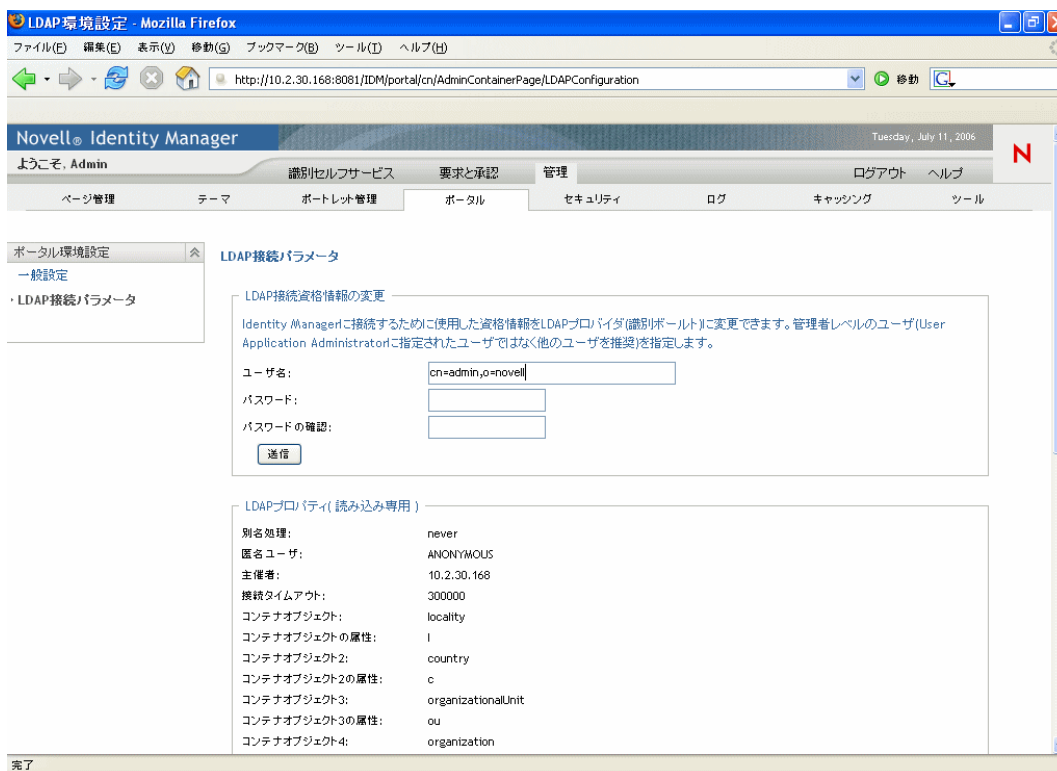 LDAP環境設定 - Mozilla Firefox
ファイル(F) 編集(E) 表示(V) 移動(G) ブックマーク(B) ツール(T) ヘルプ(H)
http://10.2.30.168:8081/IDM/portal/cn/AdminContainerPage/LDAPConfiguration 移動 G
Novell® Identity Manager Tuesday, July 11, 2006
N
ようこそ, Admin
識別セルフサービス 要求と承認 管理 ログアウト ヘルプ
ページ管理 テーマ ポートレット管理 ポータル セキュリティ ログ キャッシング ツール
ポータル環境設定
一般設定
LDAP接続パラメータ
LDAP接続パラメータ
LDAP接続資格情報の変更
Identity Managerに接続するために使用した資格情報をLDAPプロバイダ(識別ボールト)に変更できます。管理者レベルのユーザ(User
Application Administratorに指定されたユーザではなく他のユーザを推奨)を指定します。
ユーザ名: cn=admin,o=novell
パスワード:
パスワードの確認:
送信
LDAPプロパティ( 読み込み専用 )
別名処理: never
匿名ユーザ: ANONYMOUS
主催者: 10.2.30.168
接続タイムアウト: 300000
コンテナオブジェクト: locality
コンテナオブジェクトの属性: l
コンテナオブジェクト2: country
コンテナオブジェクト2の属性: c
コンテナオブジェクト3: organizationalUnit
コンテナオブジェクト3の属性: ou
コンテナオブジェクト4: organization
完了